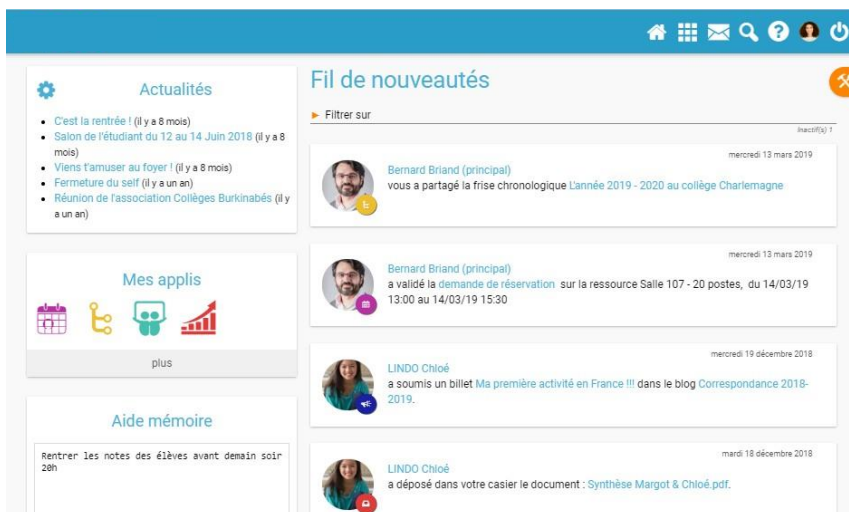 Actualités
C'est la rentrée ! (il y a 8 mois)
Salon de l'étudiant du 12 au 14 Juin 2018 (il y a 8
mois)
Viens t'amuser au foyer ! (il y a 8 mois)
Fermeture du self (il y a un an)
Réunion de l'association Collèges Burkinabés (il y
a un an)
Mes applis
plus
Aide mémoire
Rentrer les notes des élèves avant demain soir
20h
Fil de nouveautés
Filtrer sur
Inactif(s) 1
mercredi 13 mars 2019
Bernard Briand (principal)
vous a partagé la frise chronologique L'année 2019 - 2020 au collège Charlemagne
mercredi 13 mars 2019
Bernard Briand (principal)
a validé la demande de réservation sur la ressource Salle 107 - 20 postes, du 14/03/19
13:00 au 14/03/19 15:30
mercredi 19 décembre 2018
LINDO Chloé
a soumis un billet Ma première activité en France !!! dans le blog Correspondance 2018-
2019.
mardi 18 décembre 2018
LINDO Chloé
a déposé dans votre casier le document : Synthèse Margot & Chloé.pdf.